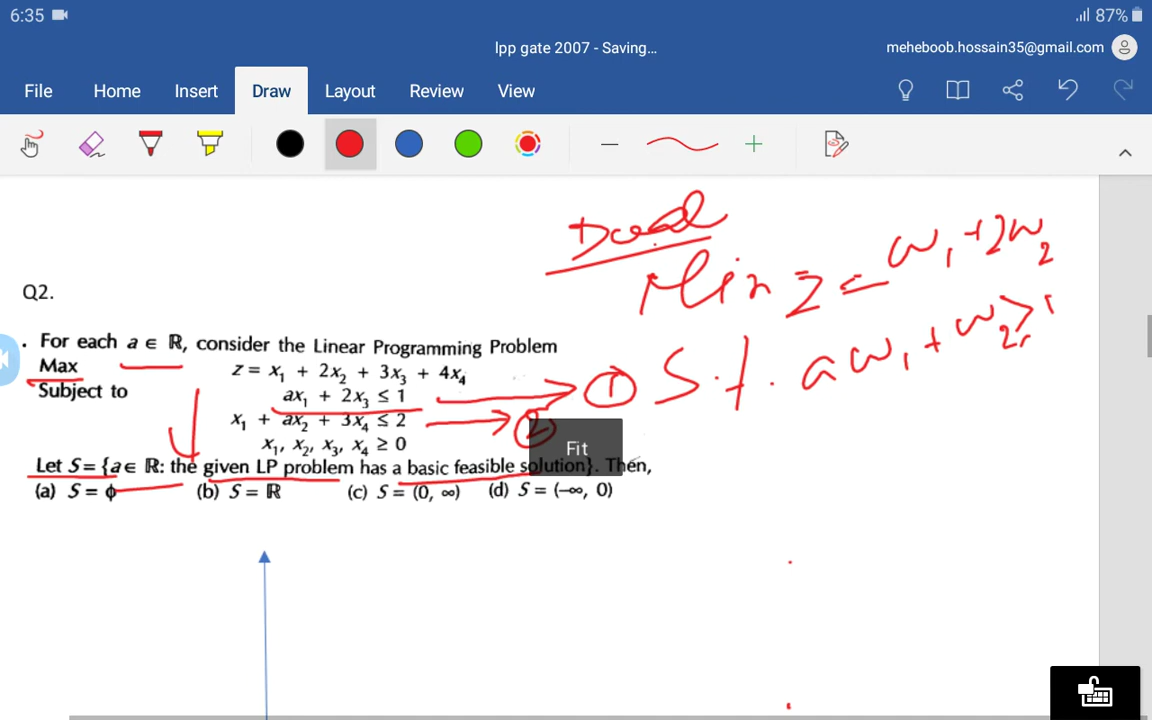 6:35 87%
lpp gate 2007 - Saving...
meheboob.hossain35@gmail.com
File Home Insert Draw Layout Review View
Dual
Min z = w₁ + 2w₂
Q2.
. For each a ∈ ℝ, consider the Linear Programming Problem
Max z = x₁ + 2x₂ + 3x₃ + 4x₄
Subject to ax₁ + 2x₃ ≤ 1 ① S.t. aw₁ + w₂ ≥ 1
x₁ + ax₂ + 3x₄ ≤ 2 ②
x₁, x₂, x₃, x₄ ≥ 0
Fit
Let S = {a ∈ ℝ: the given LP problem has a basic feasible solution}. Then,
(a) S = ϕ (b) S = ℝ (c) S = (0, ∞) (d) S = (-∞, 0)